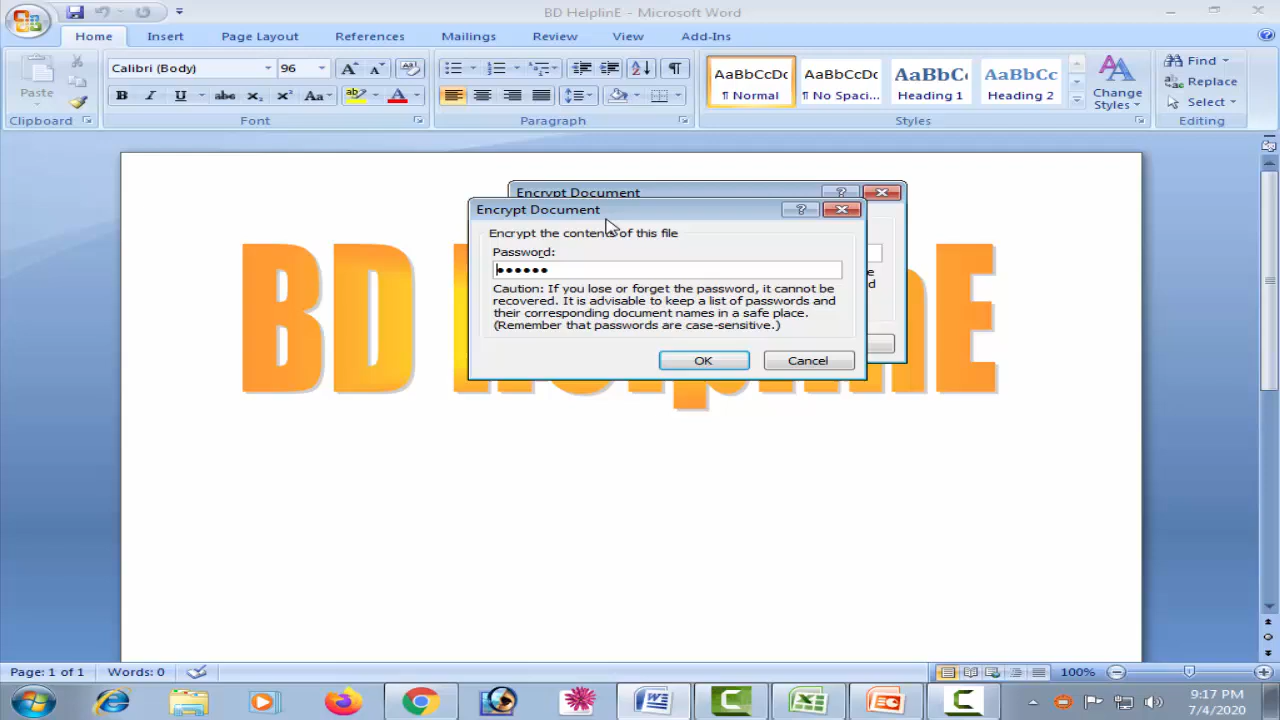 BD HelplinE - Microsoft Word
Home Insert Page Layout References Mailings Review View Add-Ins
Paste
Clipboard
Calibri (Body) 96
B I U abe X₂ X² Aa
Font
Paragraph
AaBbCcDc AaBbCcDc AaBbC AaBbCc
¶ Normal ¶ No Spaci... Heading 1 Heading 2
Change Styles
Styles
Find
Replace
Select
Editing
Encrypt Document
Encrypt Document
Encrypt the contents of this file
Password:
●●●●●●
Caution: If you lose or forget the password, it cannot be
recovered. It is advisable to keep a list of passwords and
their corresponding document names in a safe place.
(Remember that passwords are case-sensitive.)
OK Cancel
BD HelplinE
Page: 1 of 1 Words: 0 100%
9:17 PM
7/4/2020